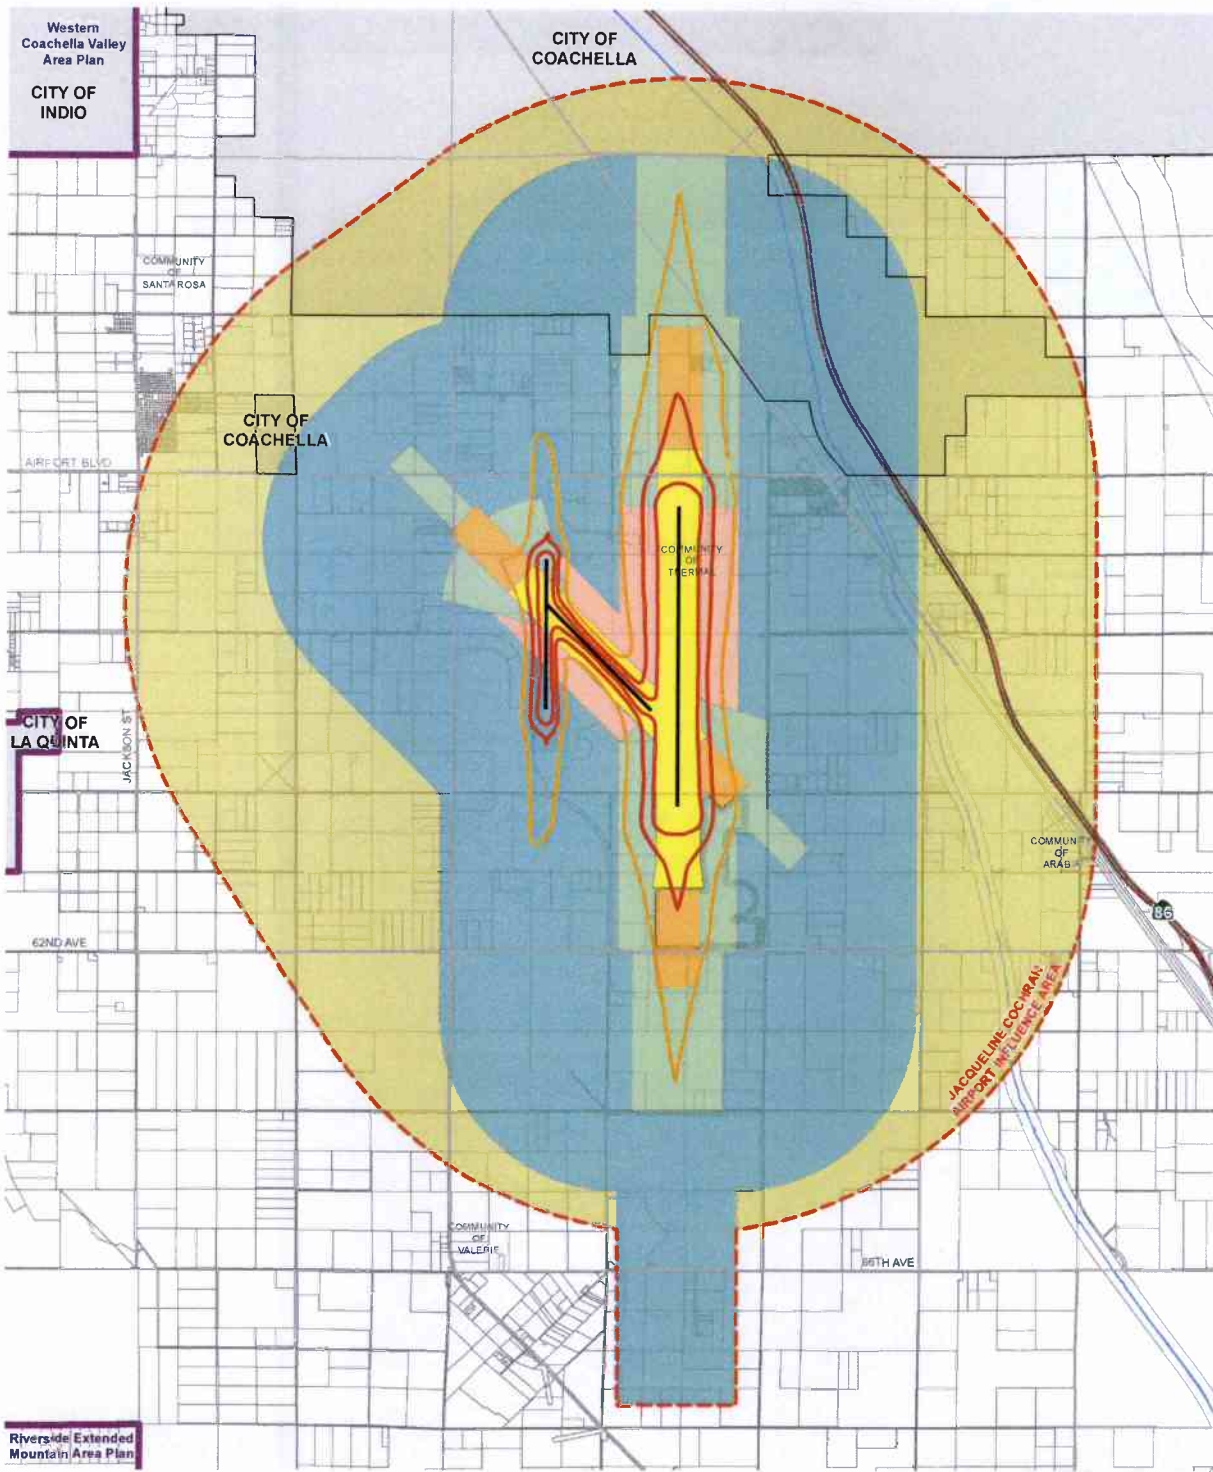 Western
Coachella Valley
Area Plan
CITY OF
INDIO
CITY OF
COACHELLA
COMMUNITY
OF
SANTA ROSA
CITY OF
COACHELLA
AIRPORT BLVD
COMMUNITY
OF
THERMAL
CITY OF
LA QUINTA
JACKSON ST
COMMUNITY
OF
ARABIA
86
62ND AVE
JACQUELINE COCHRAN
AIRPORT INFLUENCE AREA
COMMUNITY
OF
VALERIE
66TH AVE
Riverside Extended
Mountain Area Plan